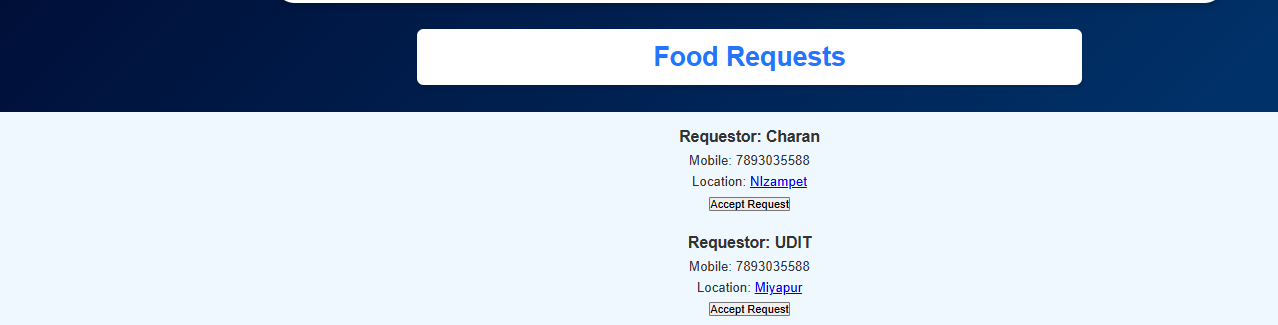 Food Requests
Requestor: Charan
Mobile: 7893035588
Location: NIzampet
Accept Request
Requestor: UDIT
Mobile: 7893035588
Location: Miyapur
Accept Request